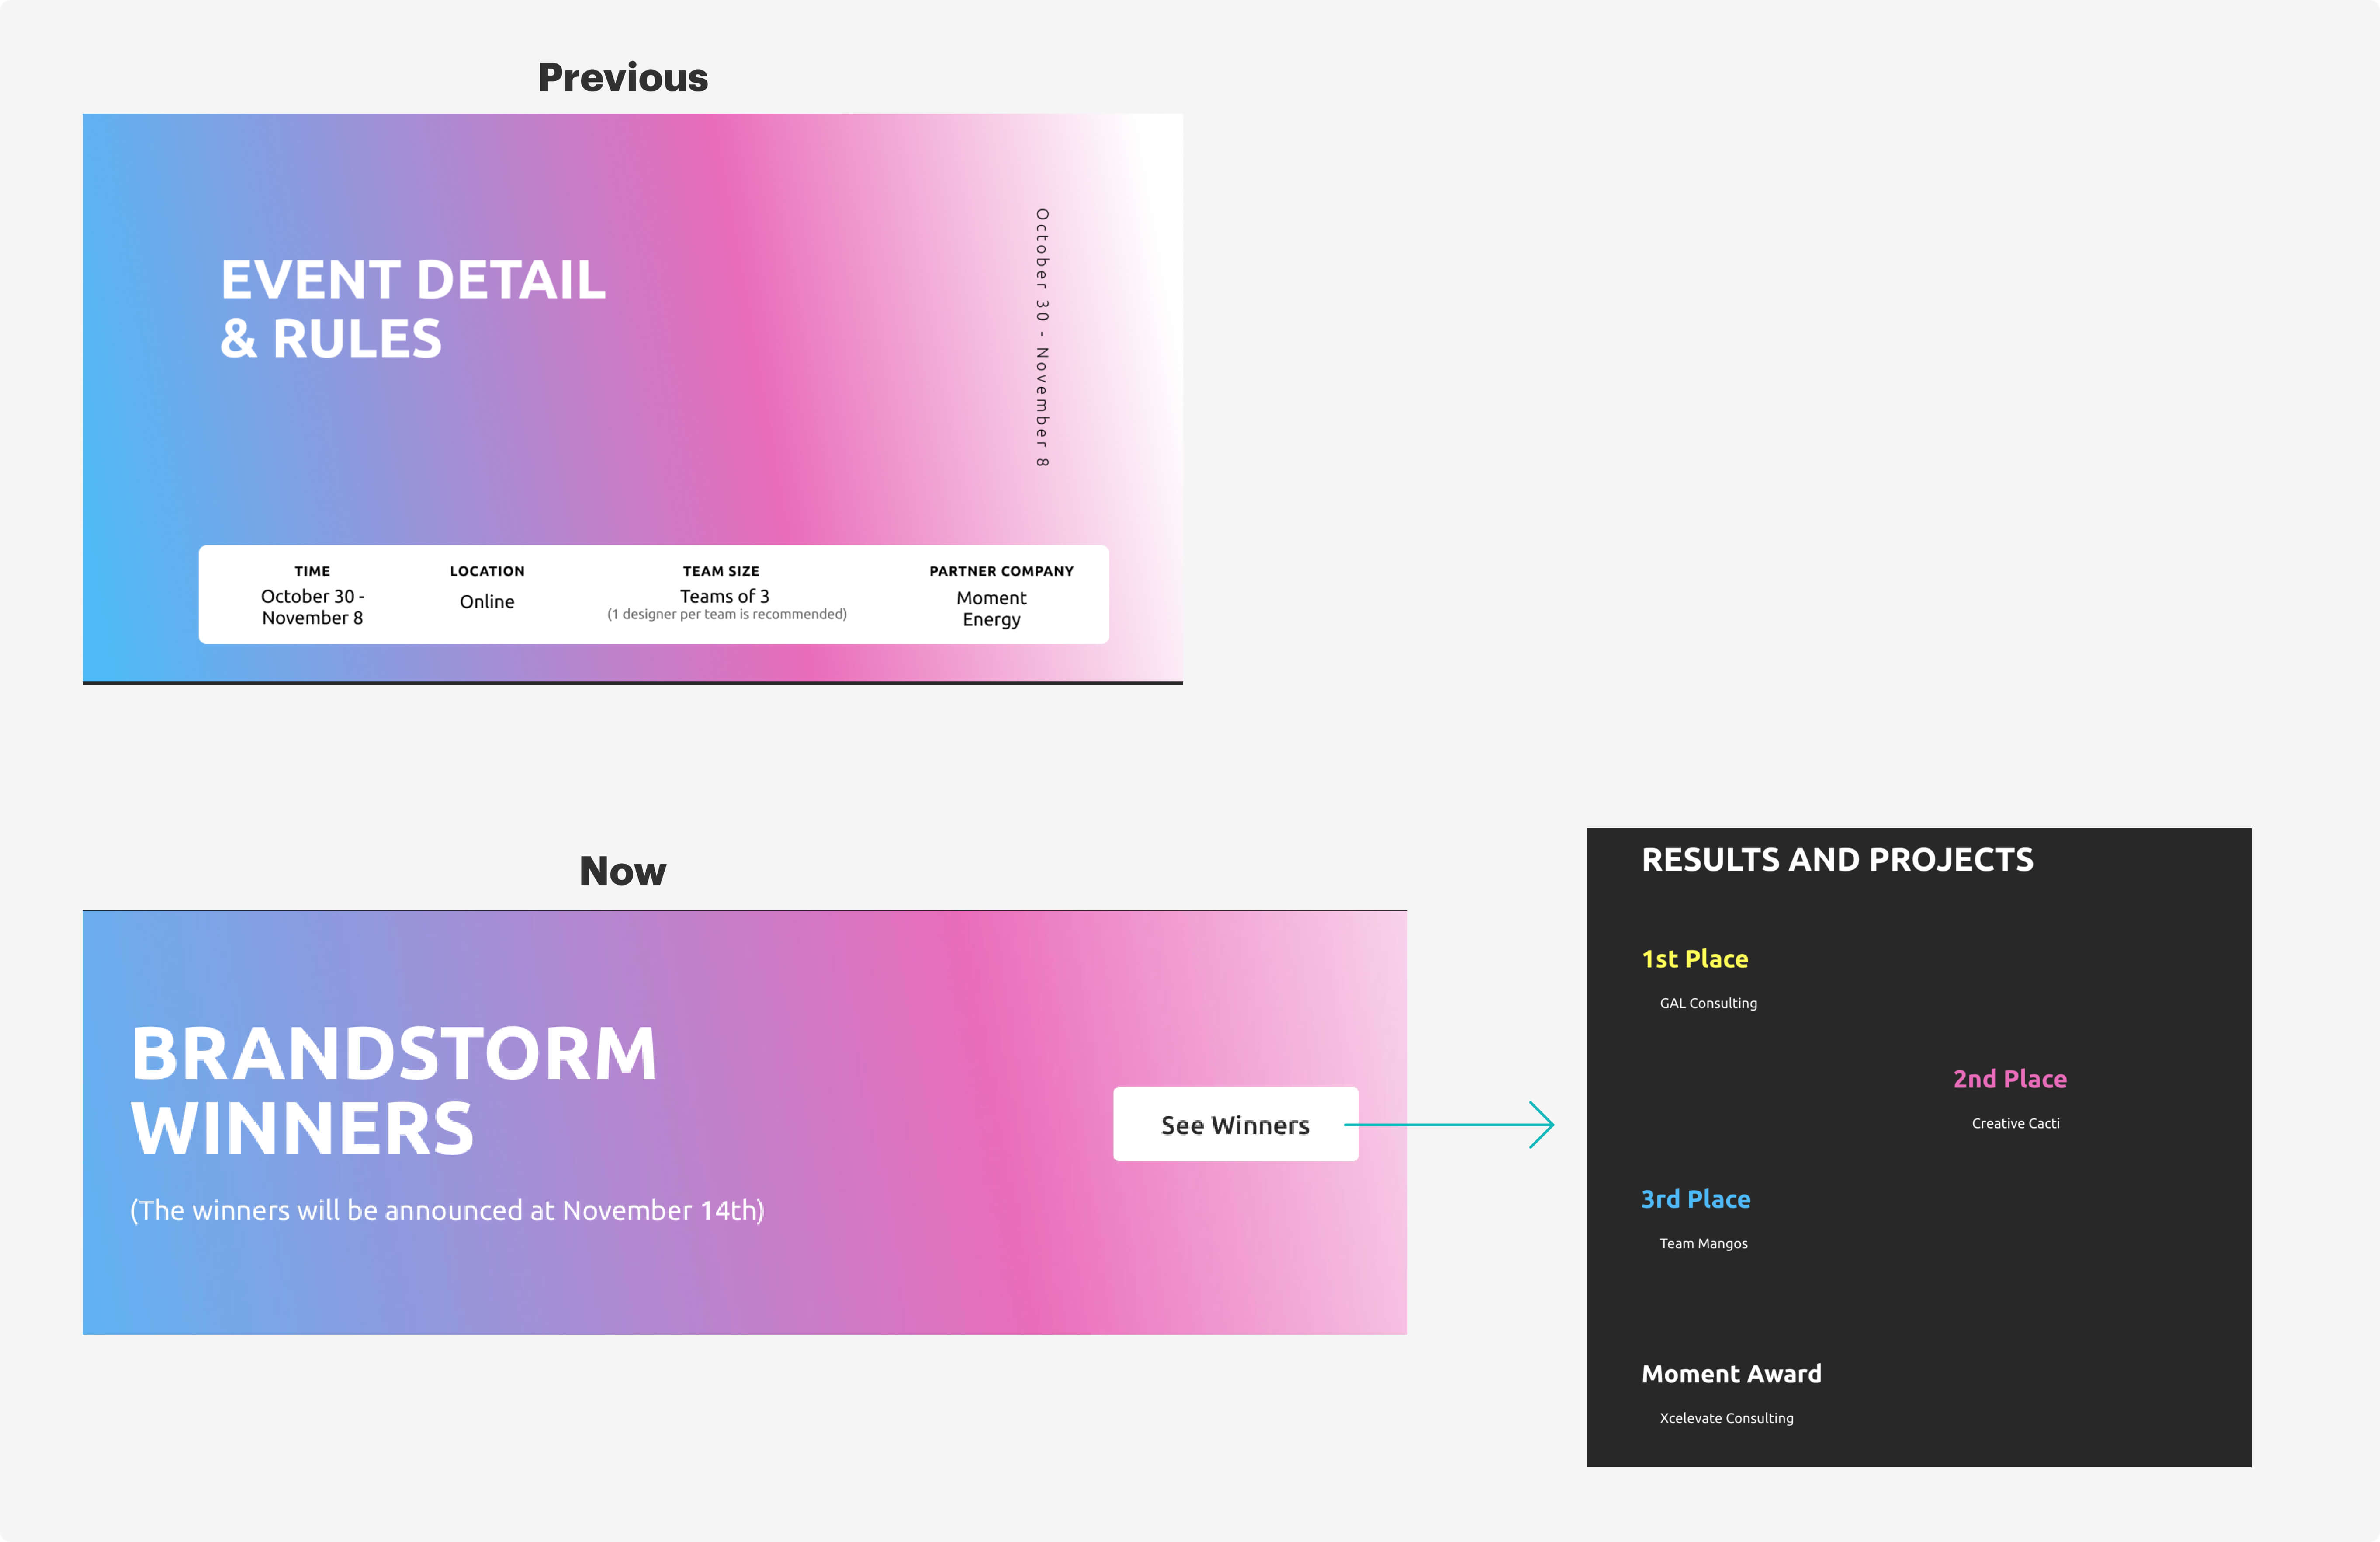 Previous
EVENT DETAIL
& RULES
October 30 - November 8
TIME
October 30 -
November 8
LOCATION
Online
TEAM SIZE
Teams of 3
(1 designer per team is recommended)
PARTNER COMPANY
Moment
Energy
Now
BRANDSTORM
WINNERS
(The winners will be announced at November 14th)
See Winners
RESULTS AND PROJECTS
1st Place
GAL Consulting
2nd Place
Creative Cacti
3rd Place
Team Mangos
Moment Award
Xcelevate Consulting